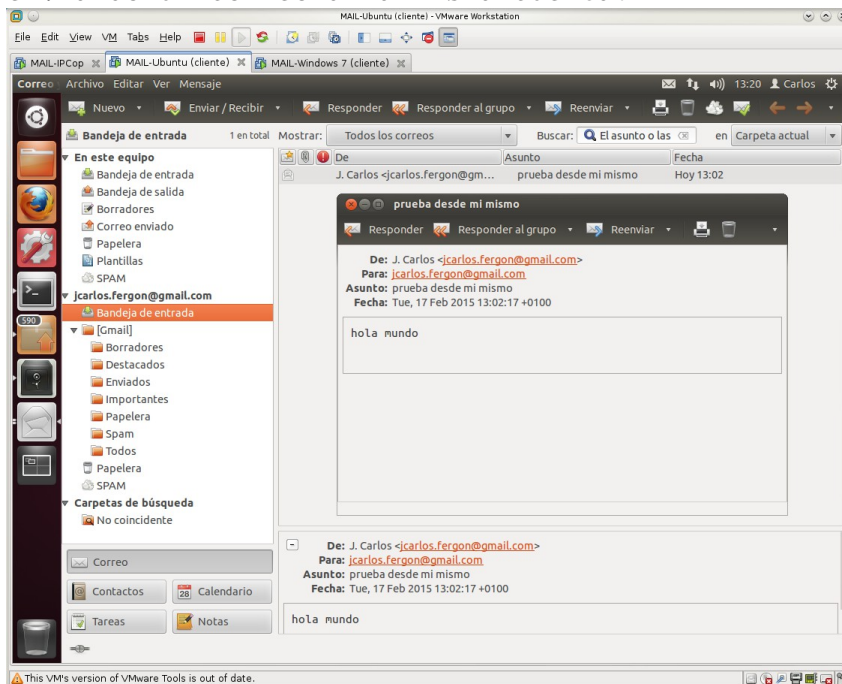 MAIL-Ubuntu (cliente) - VMware Workstation
File Edit View VM Tabs Help
MAIL-IPCop MAIL-Ubuntu (cliente) MAIL-Windows 7 (cliente)
Correo Archivo Editar Ver Mensaje 13:20 Carlos
Nuevo Enviar / Recibir Responder Responder al grupo Reenviar
Bandeja de entrada 1 en total Mostrar: Todos los correos Buscar: El asunto o las en Carpeta actual
En este equipo
Bandeja de entrada
Bandeja de salida
Borradores
Correo enviado
Papelera
Plantillas
SPAM
jcarlos.fergon@gmail.com
Bandeja de entrada
[Gmail]
Borradores
Destacados
Enviados
Importantes
Papelera
Spam
Todos
Papelera
SPAM
Carpetas de búsqueda
No coincidente
Correo
Contactos 28 Calendario
Tareas Notas
De Asunto Fecha
J. Carlos <jcarlos.fergon@gm... prueba desde mi mismo Hoy 13:02
prueba desde mi mismo
Responder Responder al grupo Reenviar
De: J. Carlos <jcarlos.fergon@gmail.com>
Para: jcarlos.fergon@gmail.com
Asunto: prueba desde mi mismo
Fecha: Tue, 17 Feb 2015 13:02:17 +0100
hola mundo
De: J. Carlos <jcarlos.fergon@gmail.com>
Para: jcarlos.fergon@gmail.com
Asunto: prueba desde mi mismo
Fecha: Tue, 17 Feb 2015 13:02:17 +0100
hola mundo
590
This VM's version of VMware Tools is out of date.